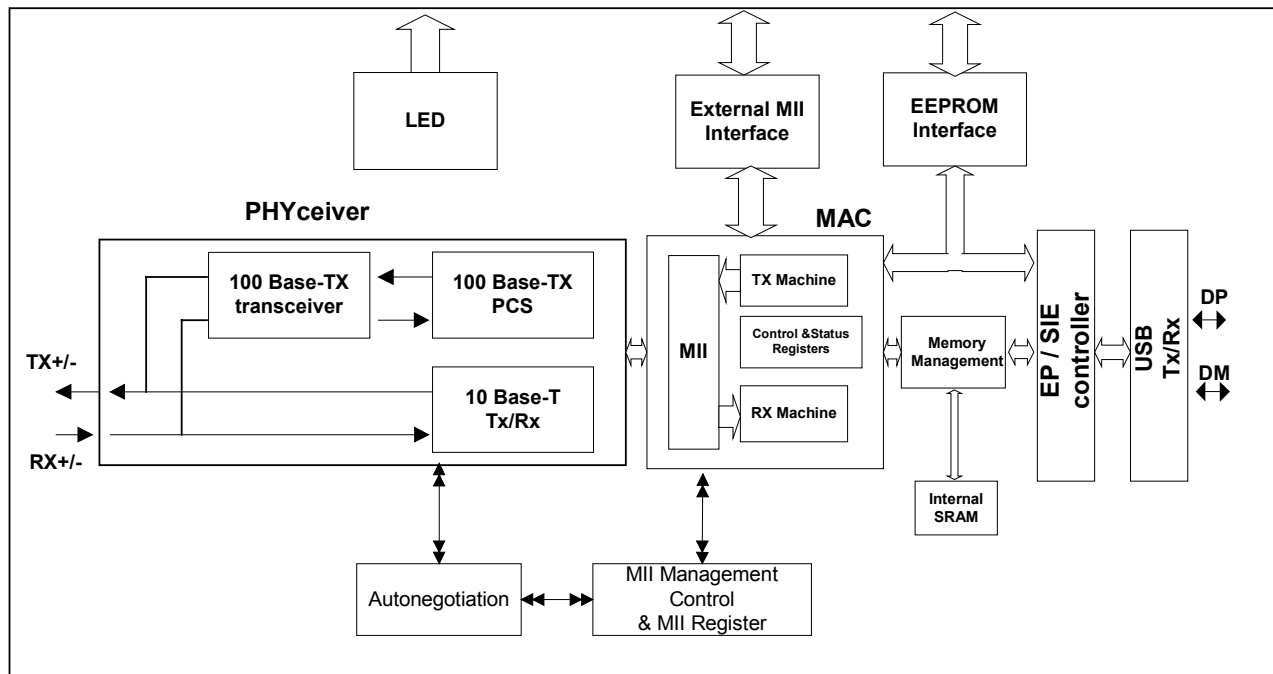 LED
External MII
Interface
EEPROM
Interface
PHYceiver
MAC
100 Base-TX
transceiver
100 Base-TX
PCS
10 Base-T
Tx/Rx
TX+/-
RX+/-
MII
TX Machine
Control &Status
Registers
RX Machine
Memory
Management
Internal
SRAM
EP / SIE
controller
USB
Tx/Rx
DP
DM
Autonegotiation
MII Management
Control
& MII Register